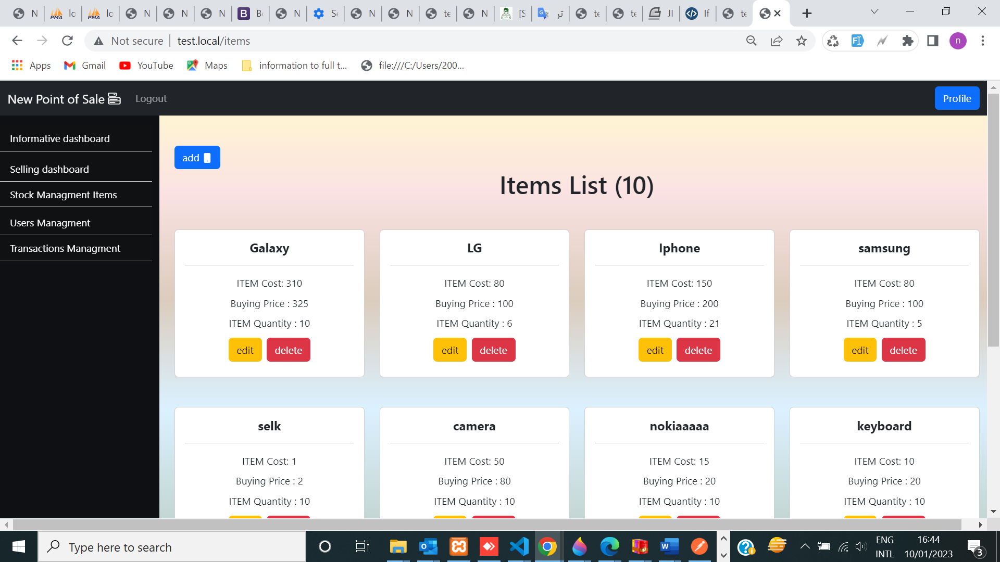 N
lo
lo
N
N
N
Bo
N
Se
N
N
te
N
[S
تر
te
te
JI
If
te
Not secure
test.local/items
n
Apps
Gmail
YouTube
Maps
information to full t...
file:///C:/Users/200...
New Point of Sale
Logout
Profile
Informative dashboard
Selling dashboard
Stock Managment Items
Users Managment
Transactions Managment
add
Items List (10)
Galaxy
ITEM Cost: 310
Buying Price : 325
ITEM Quantity : 10
edit delete
LG
ITEM Cost: 80
Buying Price : 100
ITEM Quantity : 6
edit delete
Iphone
ITEM Cost: 150
Buying Price : 200
ITEM Quantity : 21
edit delete
samsung
ITEM Cost: 80
Buying Price : 100
ITEM Quantity : 5
edit delete
selk
ITEM Cost: 1
Buying Price : 2
ITEM Quantity : 10
camera
ITEM Cost: 50
Buying Price : 80
ITEM Quantity : 10
nokiaaaaa
ITEM Cost: 15
Buying Price : 20
ITEM Quantity : 10
keyboard
ITEM Cost: 10
Buying Price : 20
ITEM Quantity : 10
Type here to search
ENG
INTL
16:44
10/01/2023
3